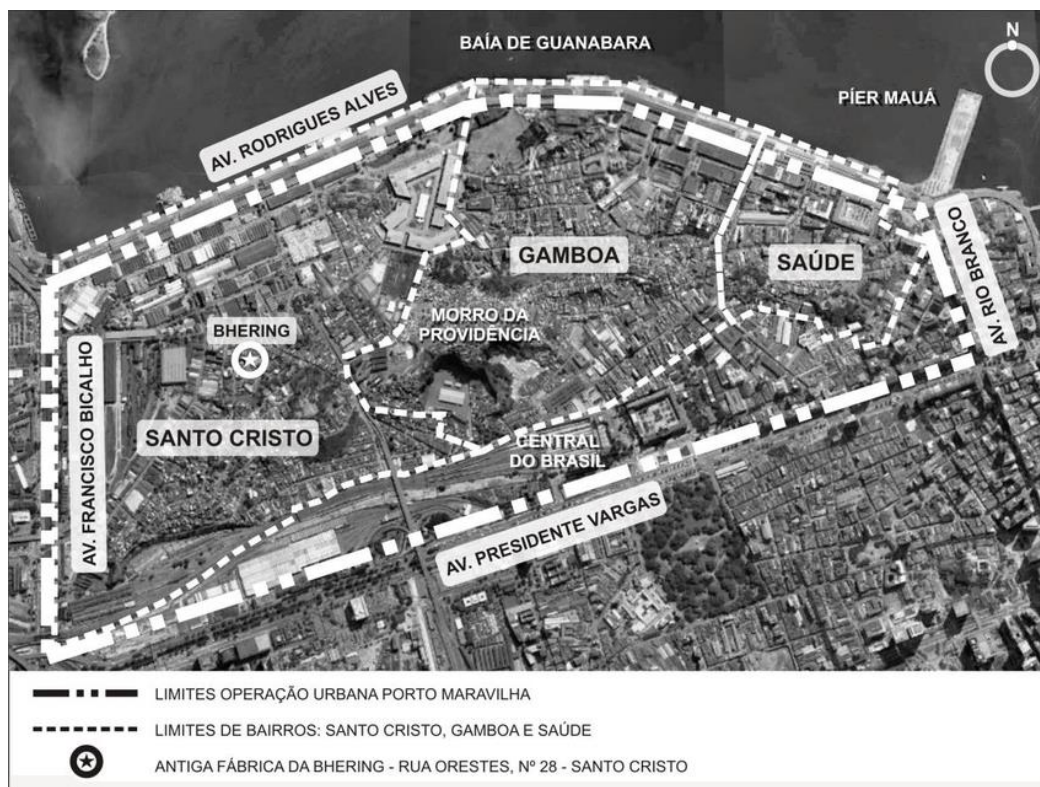 BAÍA DE GUANABARA
N
PÍER MAUÁ
AV. RODRIGUES ALVES
GAMBOA
SAÚDE
AV. RIO BRANCO
MORRO DA
PROVIDÊNCIA
BHERING
AV. FRANCISCO BICALHO
SANTO CRISTO
CENTRAL
DO BRASIL
AV. PRESIDENTE VARGAS
LIMITES OPERAÇÃO URBANA PORTO MARAVILHA
LIMITES DE BAIRROS: SANTO CRISTO, GAMBOA E SAÚDE
ANTIGA FÁBRICA DA BHERING - RUA ORESTES, Nº 28 - SANTO CRISTO